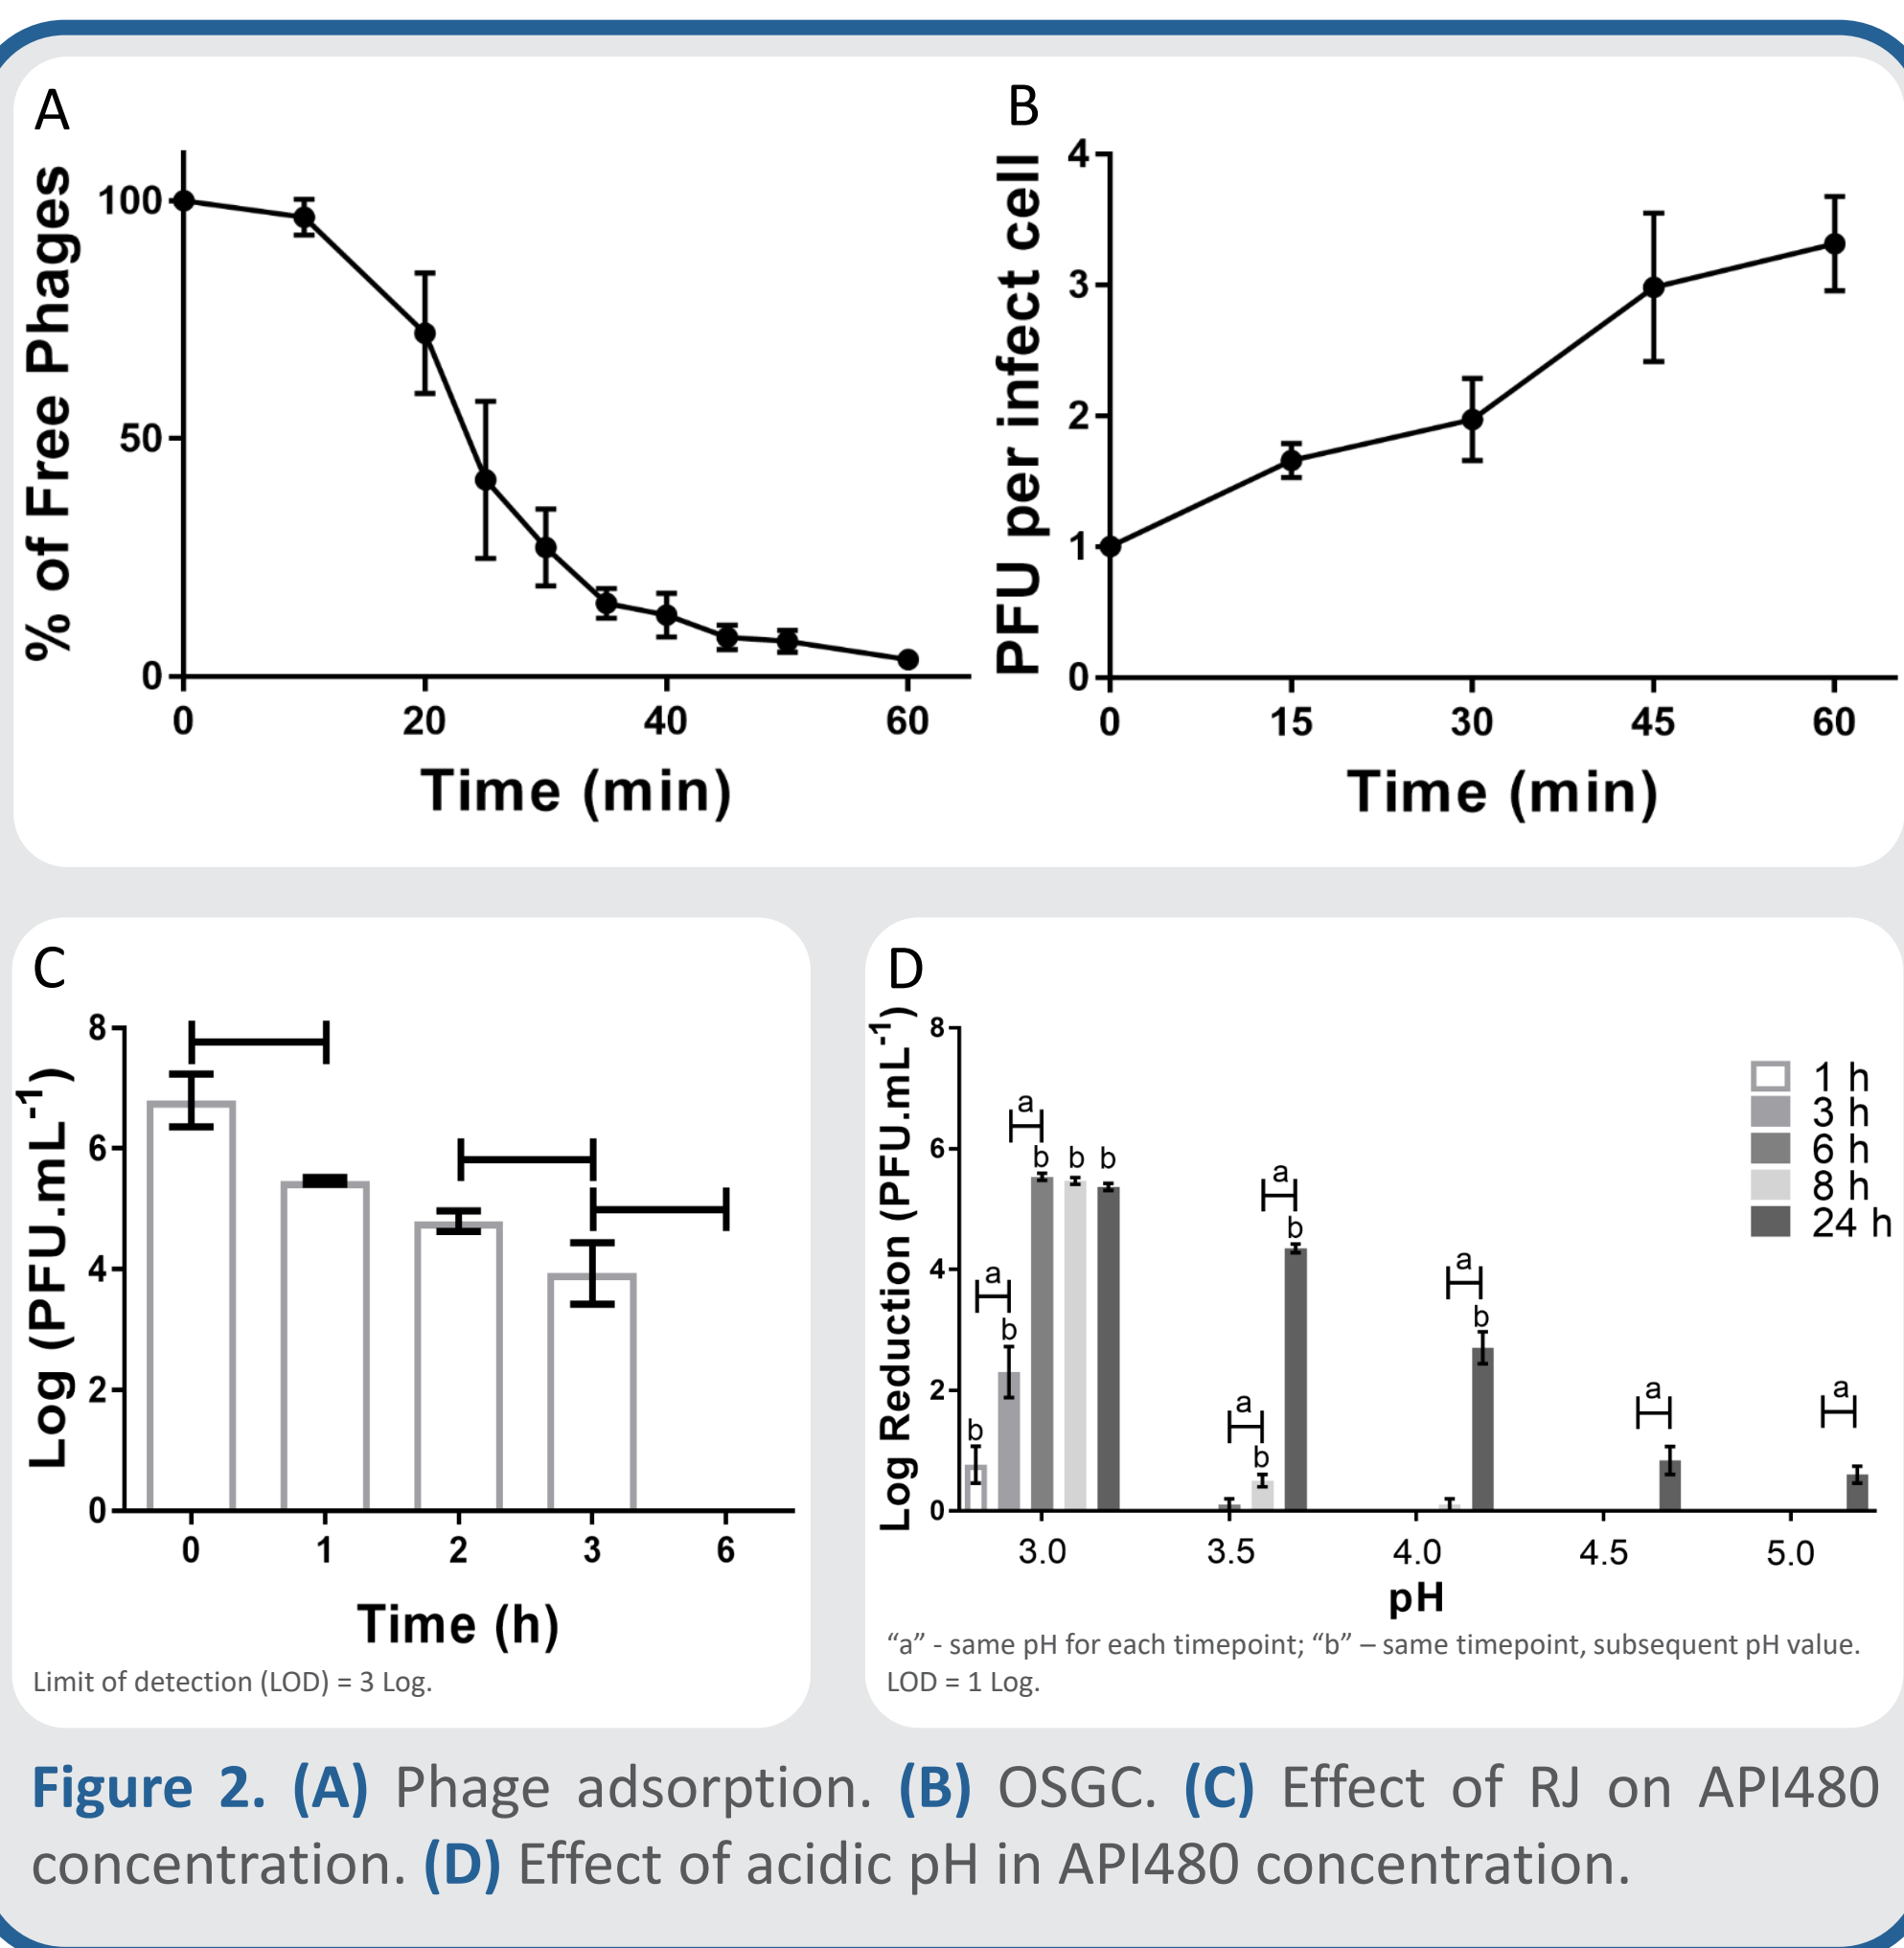 A
% of Free Phages
100
50
0
0 20 40 60
Time (min)
B
PFU per infect cell
4
3
2
1
0
0 15 30 45 60
Time (min)
C
Log (PFU.mL-1)
8
6
4
2
0
0 1 2 3 6
Time (h)
Limit of detection (LOD) = 3 Log.
D
Log Reduction (PFU.mL-1)
8
6
4
2
0
1 h
3 h
6 h
8 h
24 h
a
b b b
a
b
a
b
a
b
a
b
a
b
b
a
a
3.0 3.5 4.0 4.5 5.0
pH
“a” - same pH for each timepoint; “b” – same timepoint, subsequent pH value.
LOD = 1 Log.
Figure 2. (A) Phage adsorption. (B) OSGC. (C) Effect of RJ on API480
concentration. (D) Effect of acidic pH in API480 concentration.